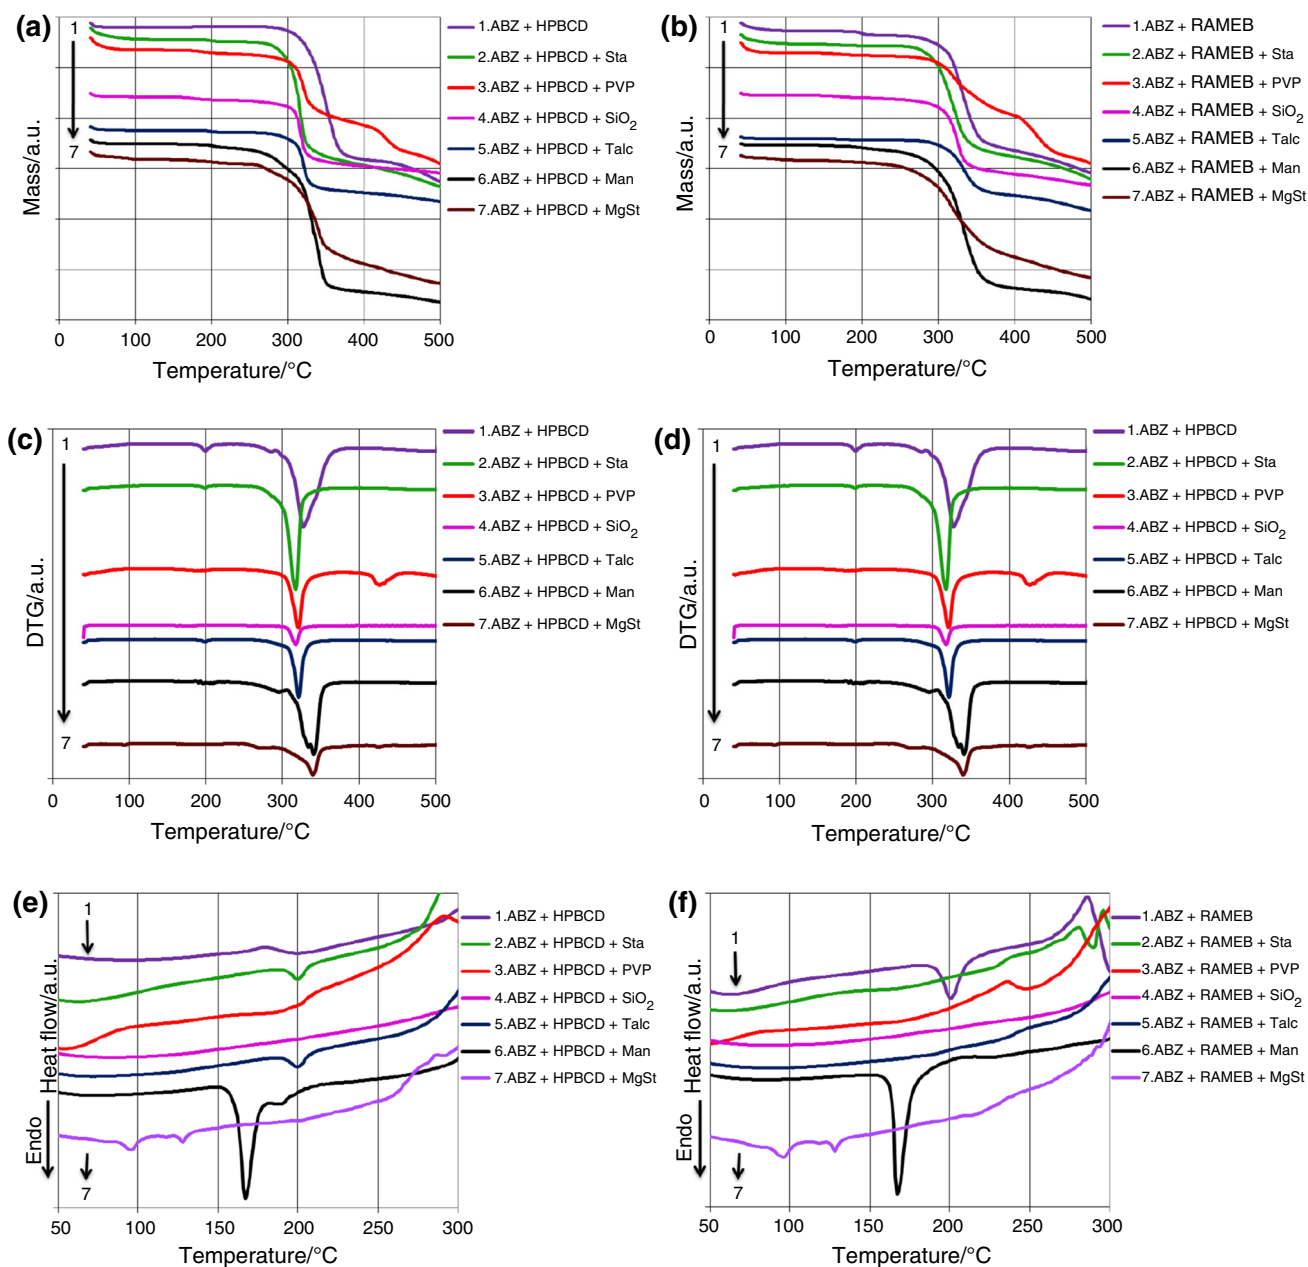 (a)
1
7
Mass/a.u.
0 100 200 300 400 500
Temperature/°C
1.ABZ + HPBCD
2.ABZ + HPBCD + Sta
3.ABZ + HPBCD + PVP
4.ABZ + HPBCD + SiO2
5.ABZ + HPBCD + Talc
6.ABZ + HPBCD + Man
7.ABZ + HPBCD + MgSt
(b)
1
7
Mass/a.u.
0 100 200 300 400 500
Temperature/°C
1.ABZ + RAMEB
2.ABZ + RAMEB + Sta
3.ABZ + RAMEB + PVP
4.ABZ + RAMEB + SiO2
5.ABZ + RAMEB + Talc
6.ABZ + RAMEB + Man
7.ABZ + RAMEB + MgSt
(c)
1
7
DTG/a.u.
0 100 200 300 400 500
Temperature/°C
1.ABZ + HPBCD
2.ABZ + HPBCD + Sta
3.ABZ + HPBCD + PVP
4.ABZ + HPBCD + SiO2
5.ABZ + HPBCD + Talc
6.ABZ + HPBCD + Man
7.ABZ + HPBCD + MgSt
(d)
1
7
DTG/a.u.
0 100 200 300 400 500
Temperature/°C
1.ABZ + HPBCD
2.ABZ + HPBCD + Sta
3.ABZ + HPBCD + PVP
4.ABZ + HPBCD + SiO2
5.ABZ + HPBCD + Talc
6.ABZ + HPBCD + Man
7.ABZ + HPBCD + MgSt
(e)
1
7
Endo Heat flow/a.u.
50 100 150 200 250 300
Temperature/°C
1.ABZ + HPBCD
2.ABZ + HPBCD + Sta
3.ABZ + HPBCD + PVP
4.ABZ + HPBCD + SiO2
5.ABZ + HPBCD + Talc
6.ABZ + HPBCD + Man
7.ABZ + HPBCD + MgSt
(f)
1
7
Endo Heat flow/a.u.
50 100 150 200 250 300
Temperature/°C
1.ABZ + RAMEB
2.ABZ + RAMEB + Sta
3.ABZ + RAMEB + PVP
4.ABZ + RAMEB + SiO2
5.ABZ + RAMEB + Talc
6.ABZ + RAMEB + Man
7.ABZ + RAMEB + MgSt